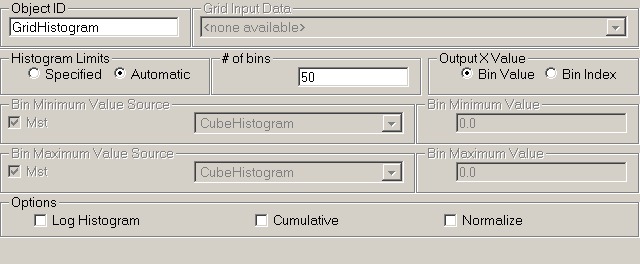 Object ID
Grid Input Data
GridHistogram
<none available>
Histogram Limits
# of bins
Output X Value
Specified
Automatic
50
Bin Value
Bin Index
Bin Minimum Value Source
Bin Minimum Value
Mst
CubeHistogram
0.0
Bin Maximum Value Source
Bin Maximum Value
Mst
CubeHistogram
0.0
Options
Log Histogram
Cumulative
Normalize